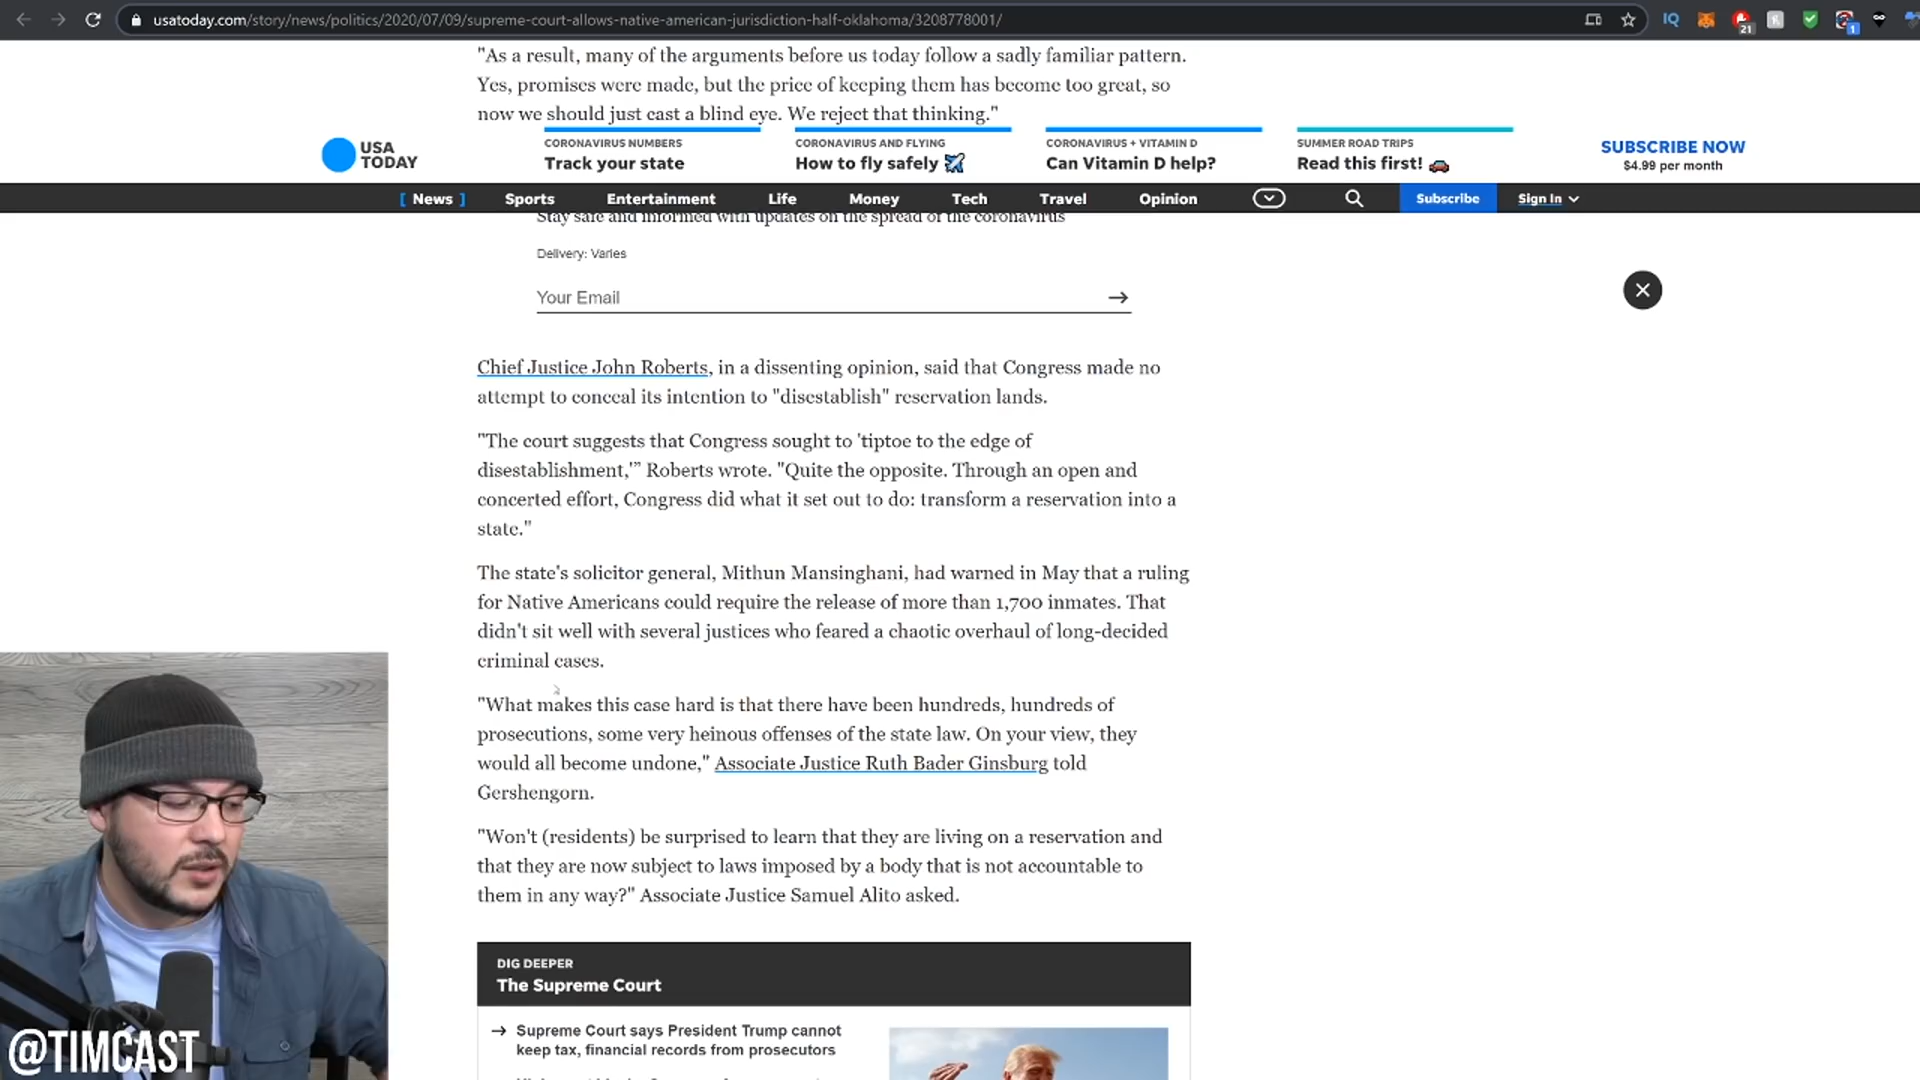 usatoday.com/story/news/politics/2020/07/09/supreme-court-allows-native-american-jurisdiction-half-oklahoma/3208778001/
21
1
"As a result, many of the arguments before us today follow a sadly familiar pattern.
Yes, promises were made, but the price of keeping them has become too great, so
now we should just cast a blind eye. We reject that thinking."
USA
TODAY
CORONAVIRUS NUMBERS
Track your state
CORONAVIRUS AND FLYING
How to fly safely
CORONAVIRUS + VITAMIN D
Can Vitamin D help?
SUMMER ROAD TRIPS
Read this first!
SUBSCRIBE NOW
$4.99 per month
[ News ] Sports Entertainment Life Money Tech Travel Opinion Subscribe Sign In
Stay safe and informed with updates on the spread of the coronavirus
Delivery: Varies
Your Email
Chief Justice John Roberts, in a dissenting opinion, said that Congress made no
attempt to conceal its intention to "disestablish" reservation lands.
"The court suggests that Congress sought to 'tiptoe to the edge of
disestablishment,'” Roberts wrote. "Quite the opposite. Through an open and
concerted effort, Congress did what it set out to do: transform a reservation into a
state."
The state's solicitor general, Mithun Mansinghani, had warned in May that a ruling
for Native Americans could require the release of more than 1,700 inmates. That
didn't sit well with several justices who feared a chaotic overhaul of long-decided
criminal cases.
"What makes this case hard is that there have been hundreds, hundreds of
prosecutions, some very heinous offenses of the state law. On your view, they
would all become undone," Associate Justice Ruth Bader Ginsburg told
Gershengorn.
"Won't (residents) be surprised to learn that they are living on a reservation and
that they are now subject to laws imposed by a body that is not accountable to
them in any way?" Associate Justice Samuel Alito asked.
DIG DEEPER
The Supreme Court
Supreme Court says President Trump cannot
keep tax, financial records from prosecutors
@TIMCAST